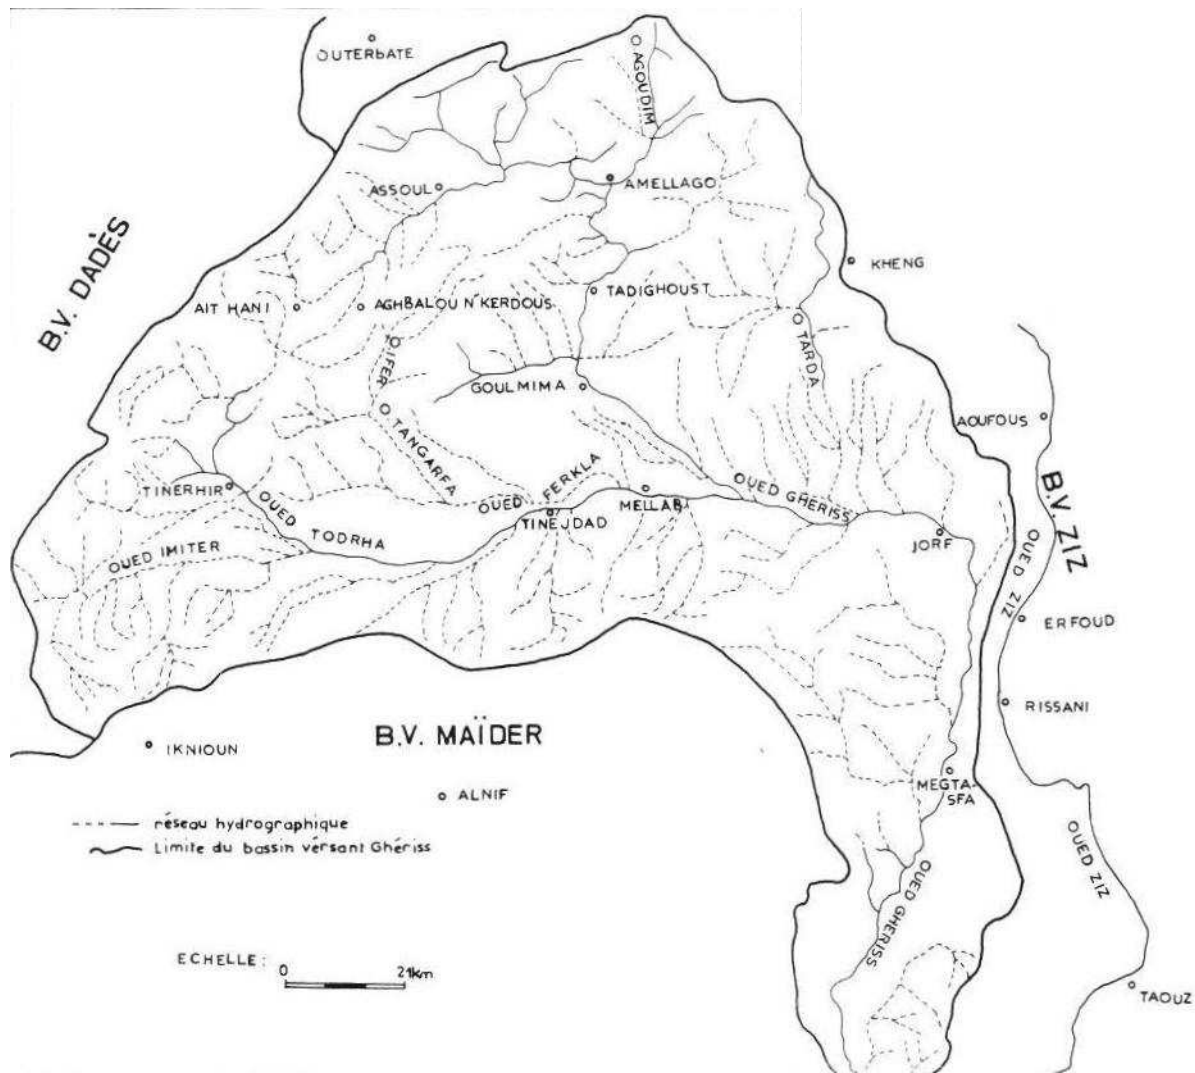 OUTERBATE
AGOUDIM
ASSOUL
AMELLAGO
B.V. DADÈS
KHENG
AIT HANI
AGHBALOU N'KERDOUS
TADIGHOUST
O.IFER
TARDA
GOULMIMA
AOUFOUS
TANGARFA
B.V. ZIZ
TINERHIR
OUED TODRHA
OUED FERKLA
MELLAB
OUED GHÉRISS
TINEJDAD
JORF
OUED IMITER
OUED ZIZ
ERFOUD
RISSANI
B.V. MAÏDER
IKNIOUN
MEGTA-
SFA
ALNIF
réseau hydrographique
Limite du bassin vérsant Ghériss
OUED ZIZ
OUED GHERISS
ECHELLE:
0 21km
TAOUZ